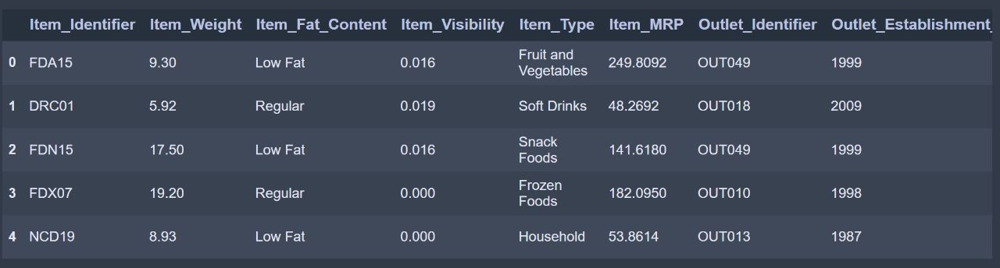 Item_Identifier Item_Weight Item_Fat_Content Item_Visibility Item_Type Item_MRP Outlet_Identifier Outlet_Establishment_
0 FDA15 9.30 Low Fat 0.016 Fruit and Vegetables 249.8092 OUT049 1999
1 DRC01 5.92 Regular 0.019 Soft Drinks 48.2692 OUT018 2009
2 FDN15 17.50 Low Fat 0.016 Snack Foods 141.6180 OUT049 1999
3 FDX07 19.20 Regular 0.000 Frozen Foods 182.0950 OUT010 1998
4 NCD19 8.93 Low Fat 0.000 Household 53.8614 OUT013 1987